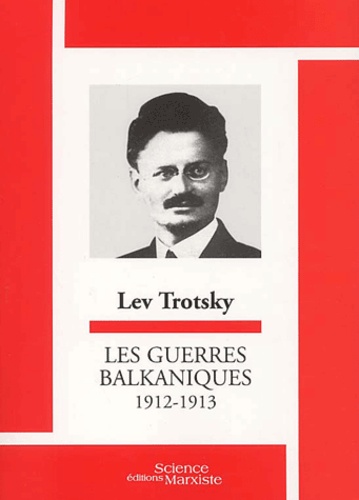 Lev Trotsky
LES GUERRES
BALKANIQUES
1912-1913
Science
éditions Marxiste